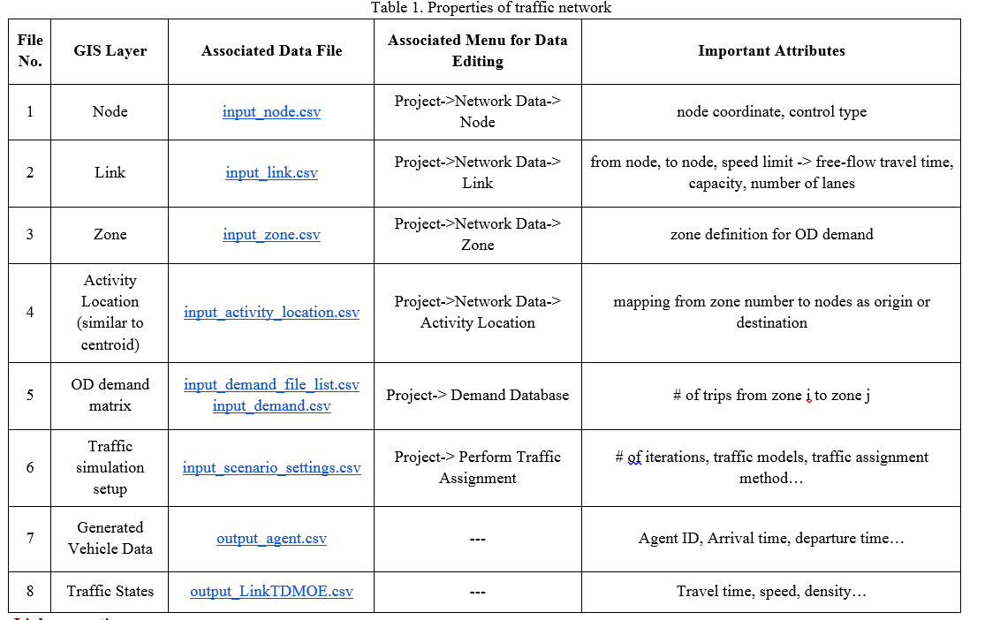 Table 1. Properties of traffic network
File No.
GIS Layer
Associated Data File
Associated Menu for Data
Editing
Important Attributes
1
Node
input_node.csv
Project->Network Data->
Node
node coordinate, control type
2
Link
input_link.csv
Project->Network Data->
Link
from node, to node, speed limit -> free-flow travel time,
capacity, number of lanes
3
Zone
input_zone.csv
Project->Network Data->
Zone
zone definition for OD demand
4
Activity
Location
(similar to
centroid)
input_activity_location.csv
Project->Network Data->
Activity Location
mapping from zone number to nodes as origin or
destination
5
OD demand
matrix
input_demand_file_list.csv
input_demand.csv
Project-> Demand Database
# of trips from zone i to zone j
6
Traffic
simulation
setup
input_scenario_settings.csv
Project-> Perform Traffic
Assignment
# of iterations, traffic models, traffic assignment
method…
7
Generated
Vehicle Data
output_agent.csv
---
Agent ID, Arrival time, departure time…
8
Traffic States
output_LinkTDMOE.csv
---
Travel time, speed, density…